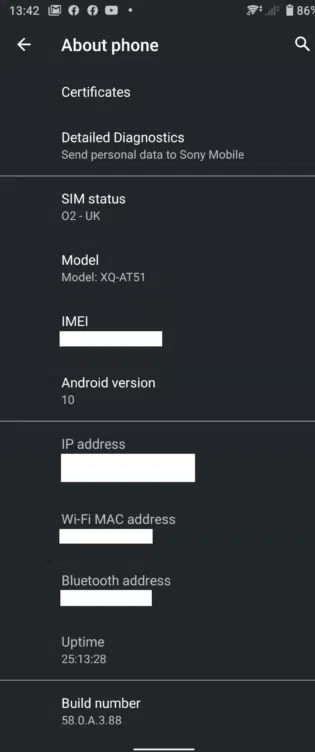 13:42
86%
About phone
Certificates
Detailed Diagnostics
Send personal data to Sony Mobile
SIM status
O2 - UK
Model
Model: XQ-AT51
IMEI
Android version
10
IP address
Wi-Fi MAC address
Bluetooth address
Uptime
25:13:28
Build number
58.0.A.3.88